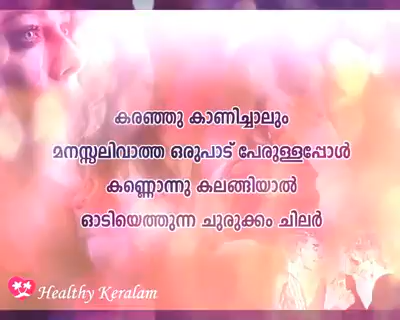 കരഞ്ഞു കാണിച്ചാലും
മനസ്സലിവാത്ത ഒരുപാട് പേരുള്ളപ്പോൾ
കണ്ണൊന്നു കലങ്ങിയാൽ
ഓടിയെത്തുന്ന ചുരുക്കം ചിലർ
Healthy Keralam